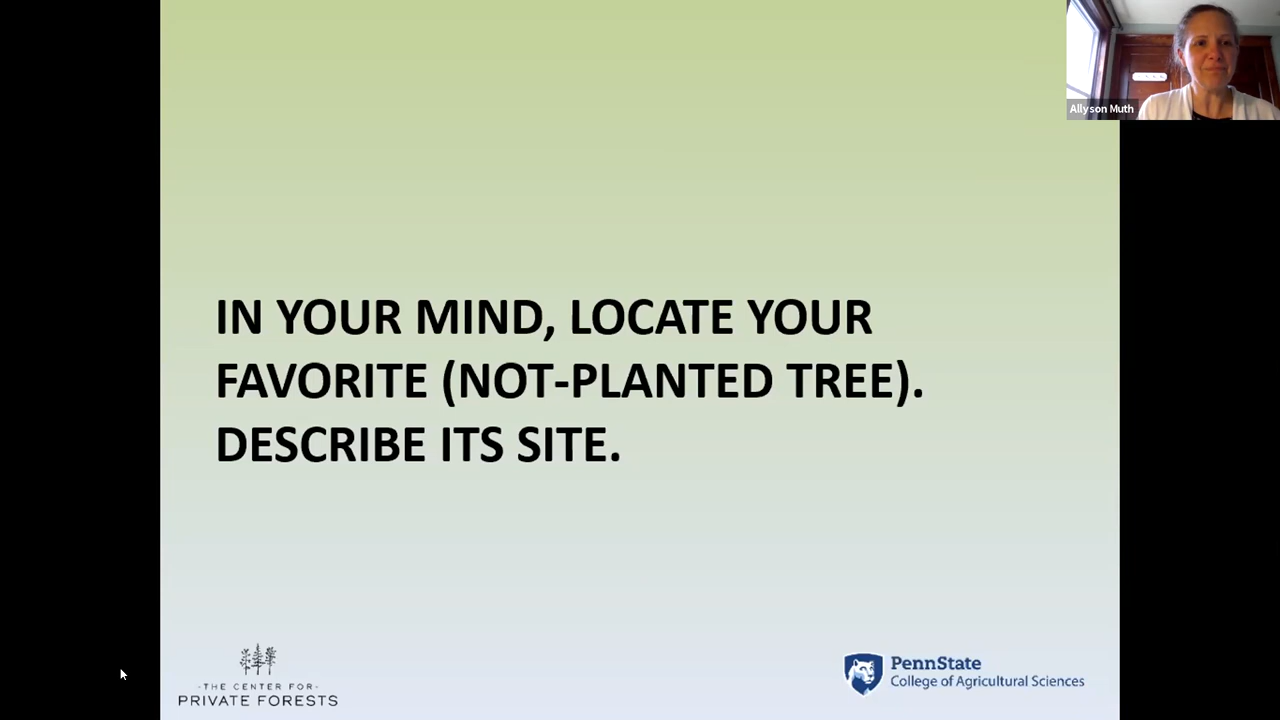 Allyson Muth
IN YOUR MIND, LOCATE YOUR
FAVORITE (NOT-PLANTED TREE).
DESCRIBE ITS SITE.
· THE CENTER FOR ·
PRIVATE FORESTS
PennState
College of Agricultural Sciences